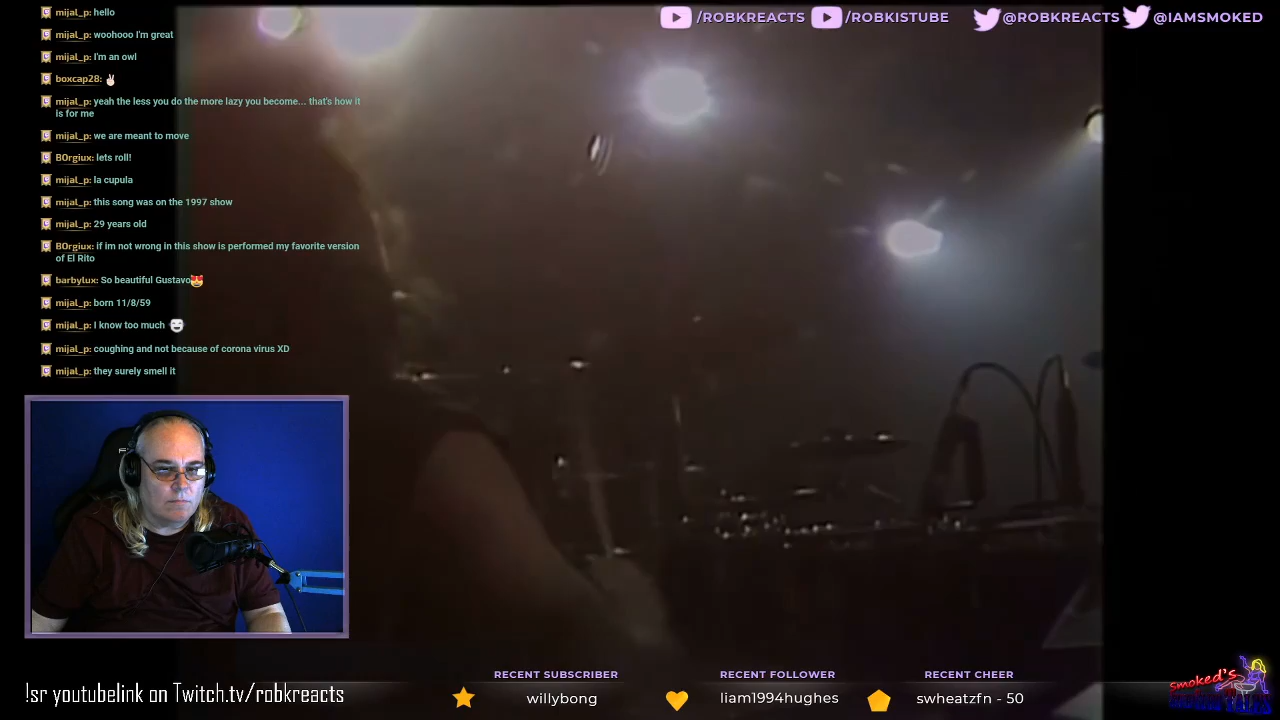 /ROBKREACTS /ROBKISTUBE @ROBKREACTS @IAMSMOKED
mijal_p: hello
mijal_p: woohooo I'm great
mijal_p: I'm an owl
boxcap28: ✌🏻
mijal_p: yeah the less you do the more lazy you become... that's how it
is for me
mijal_p: we are meant to move
B0rgiux: lets roll!
mijal_p: la cupula
mijal_p: this song was on the 1997 show
mijal_p: 29 years old
B0rgiux: if im not wrong in this show is performed my favorite version
of El Rito
barbylux: So beautiful Gustavo😍
mijal_p: born 11/8/59
mijal_p: I know too much
mijal_p: coughing and not because of corona virus XD
mijal_p: they surely smell it
!sr youtubelink on Twitch.tv/robkreacts
RECENT SUBSCRIBER
willybong
RECENT FOLLOWER
liam1994hughes
RECENT CHEER
swheatzfn - 50
smoked's